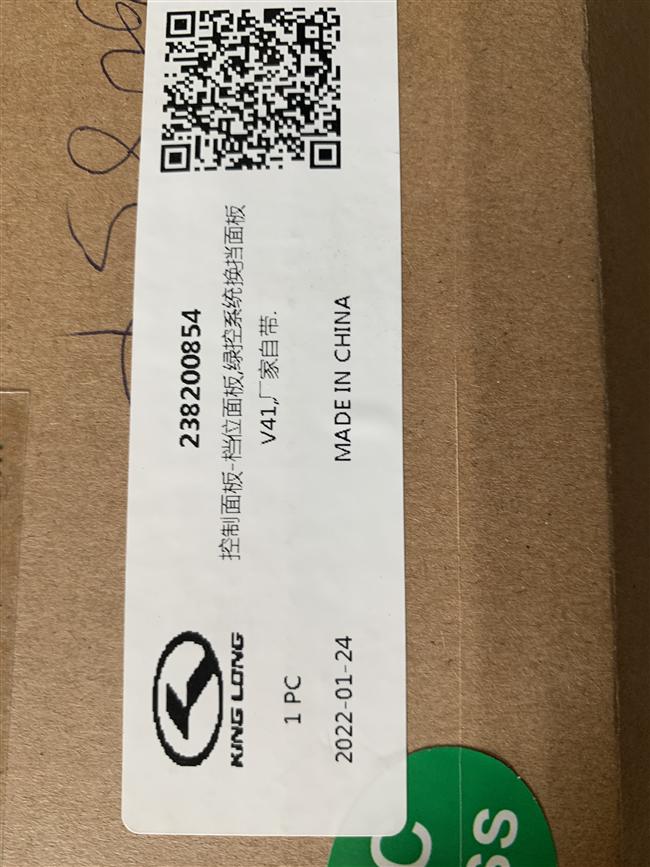 238200854
控制面板-档位面板,绿控系统换挡面板
V41,厂家自带.
KING LONG
1 PC
2022-01-24
MADE IN CHINA
C
SS